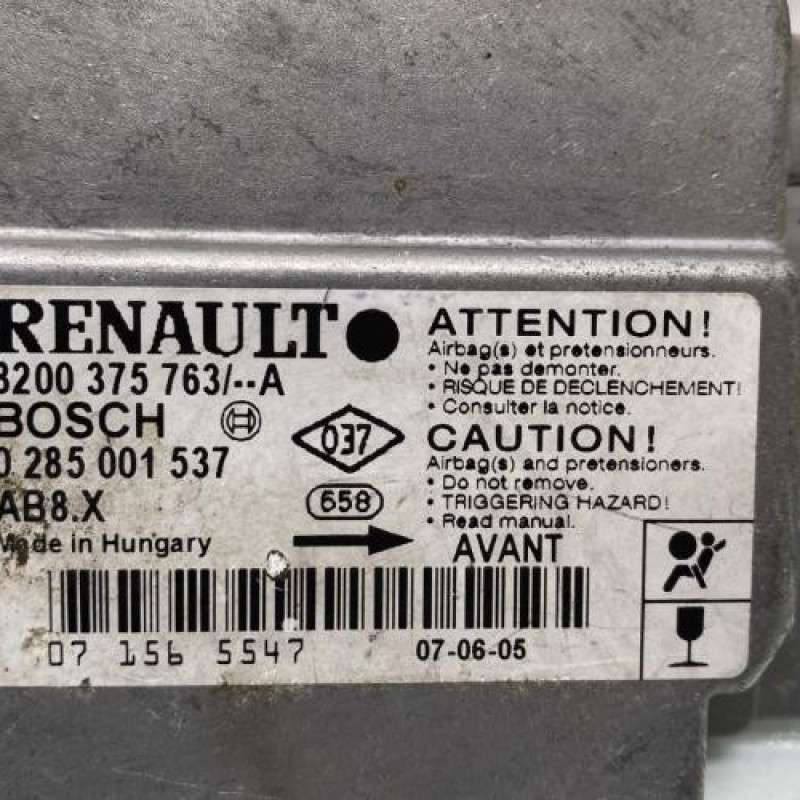 RENAULT
8200 375 763/--A
BOSCH
0 285 001 537
AB8.X
Made in Hungary
037
658
ATTENTION!
Airbag(s) et pretensionneurs.
• Ne pas demonter.
• RISQUE DE DECLENCHEMENT!
• Consulter la notice.
CAUTION!
Airbag(s) and pretensioners.
• Do not remove.
• TRIGGERING HAZARD!
• Read manual.
AVANT
07 156 5547
07-06-05